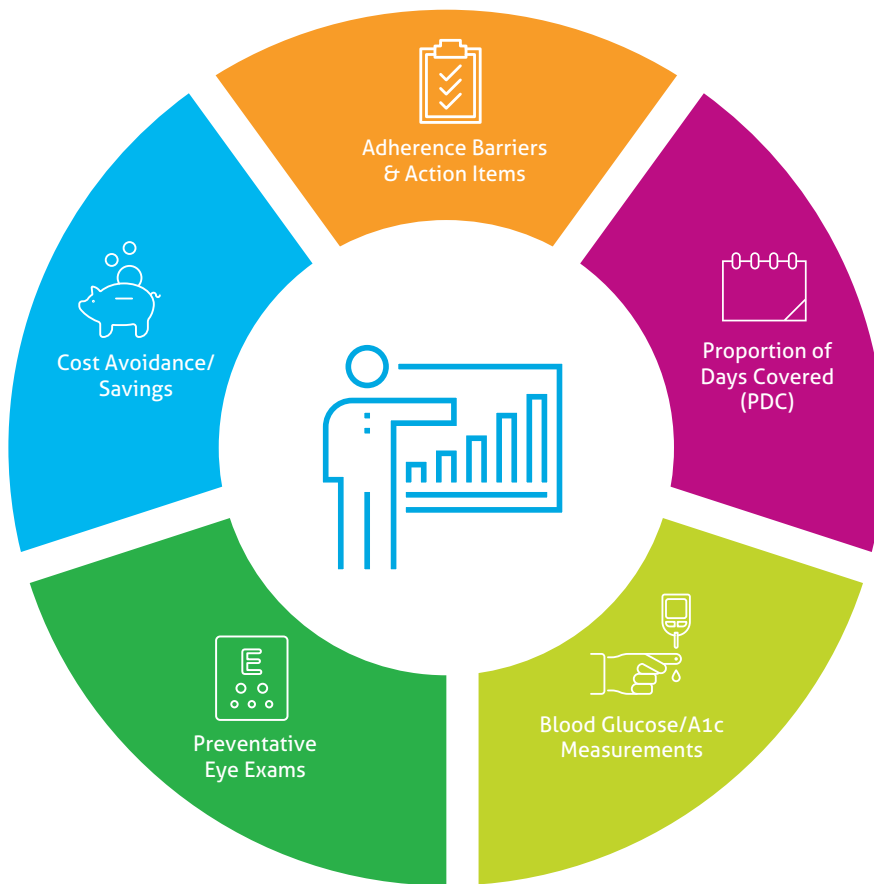 Adherence Barriers
& Action Items
Proportion of
Days Covered
(PDC)
Blood Glucose/A1c
Measurements
E
Preventative
Eye Exams
Cost Avoidance/
Savings